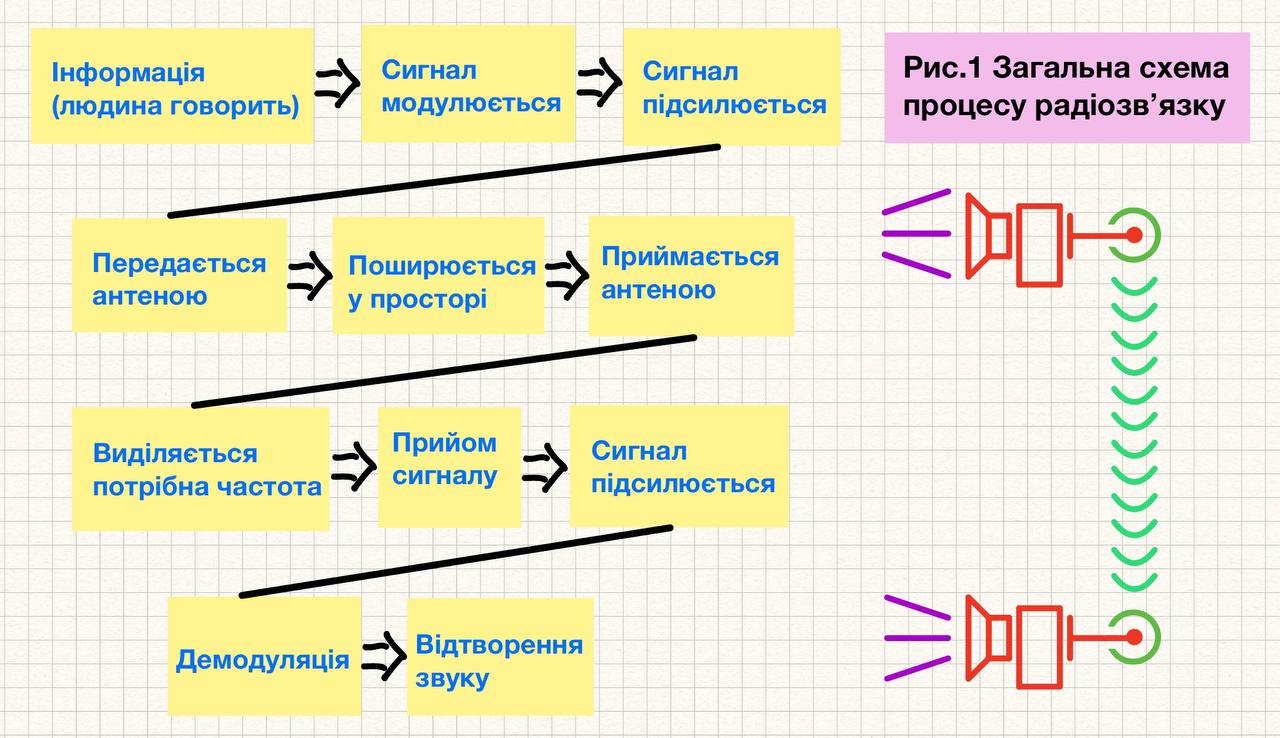 Інформація
(людина говорить)
Сигнал
модулюється
Сигнал
підсилюється
Рис.1 Загальна схема
процесу радіозв’язку
Передається
антеною
Поширюється
у просторі
Приймається
антеною
Виділяється
потрібна частота
Прийом
сигналу
Сигнал
підсилюється
Демодуляція
Відтворення
звуку